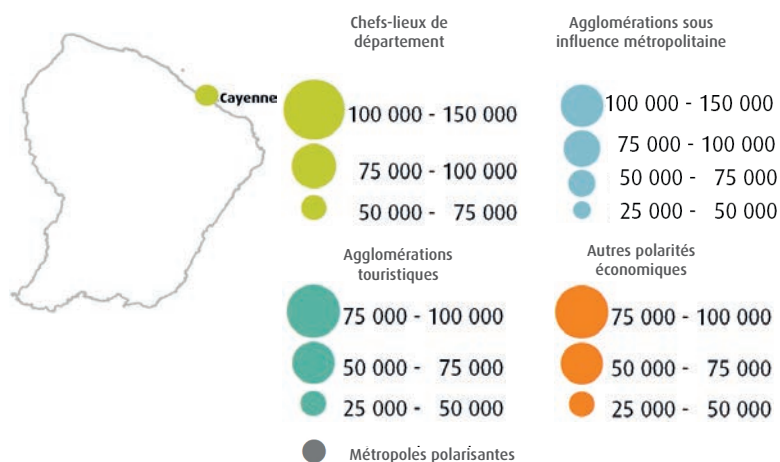 Chefs-lieux de
département
100 000 - 150 000
75 000 - 100 000
50 000 - 75 000
Agglomérations sous
influence métropolitaine
100 000 - 150 000
75 000 - 100 000
50 000 - 75 000
25 000 - 50 000
Cayenne
Agglomérations
touristiques
75 000 - 100 000
50 000 - 75 000
25 000 - 50 000
Autres polarités
économiques
75 000 - 100 000
50 000 - 75 000
25 000 - 50 000
Métropoles polarisantes